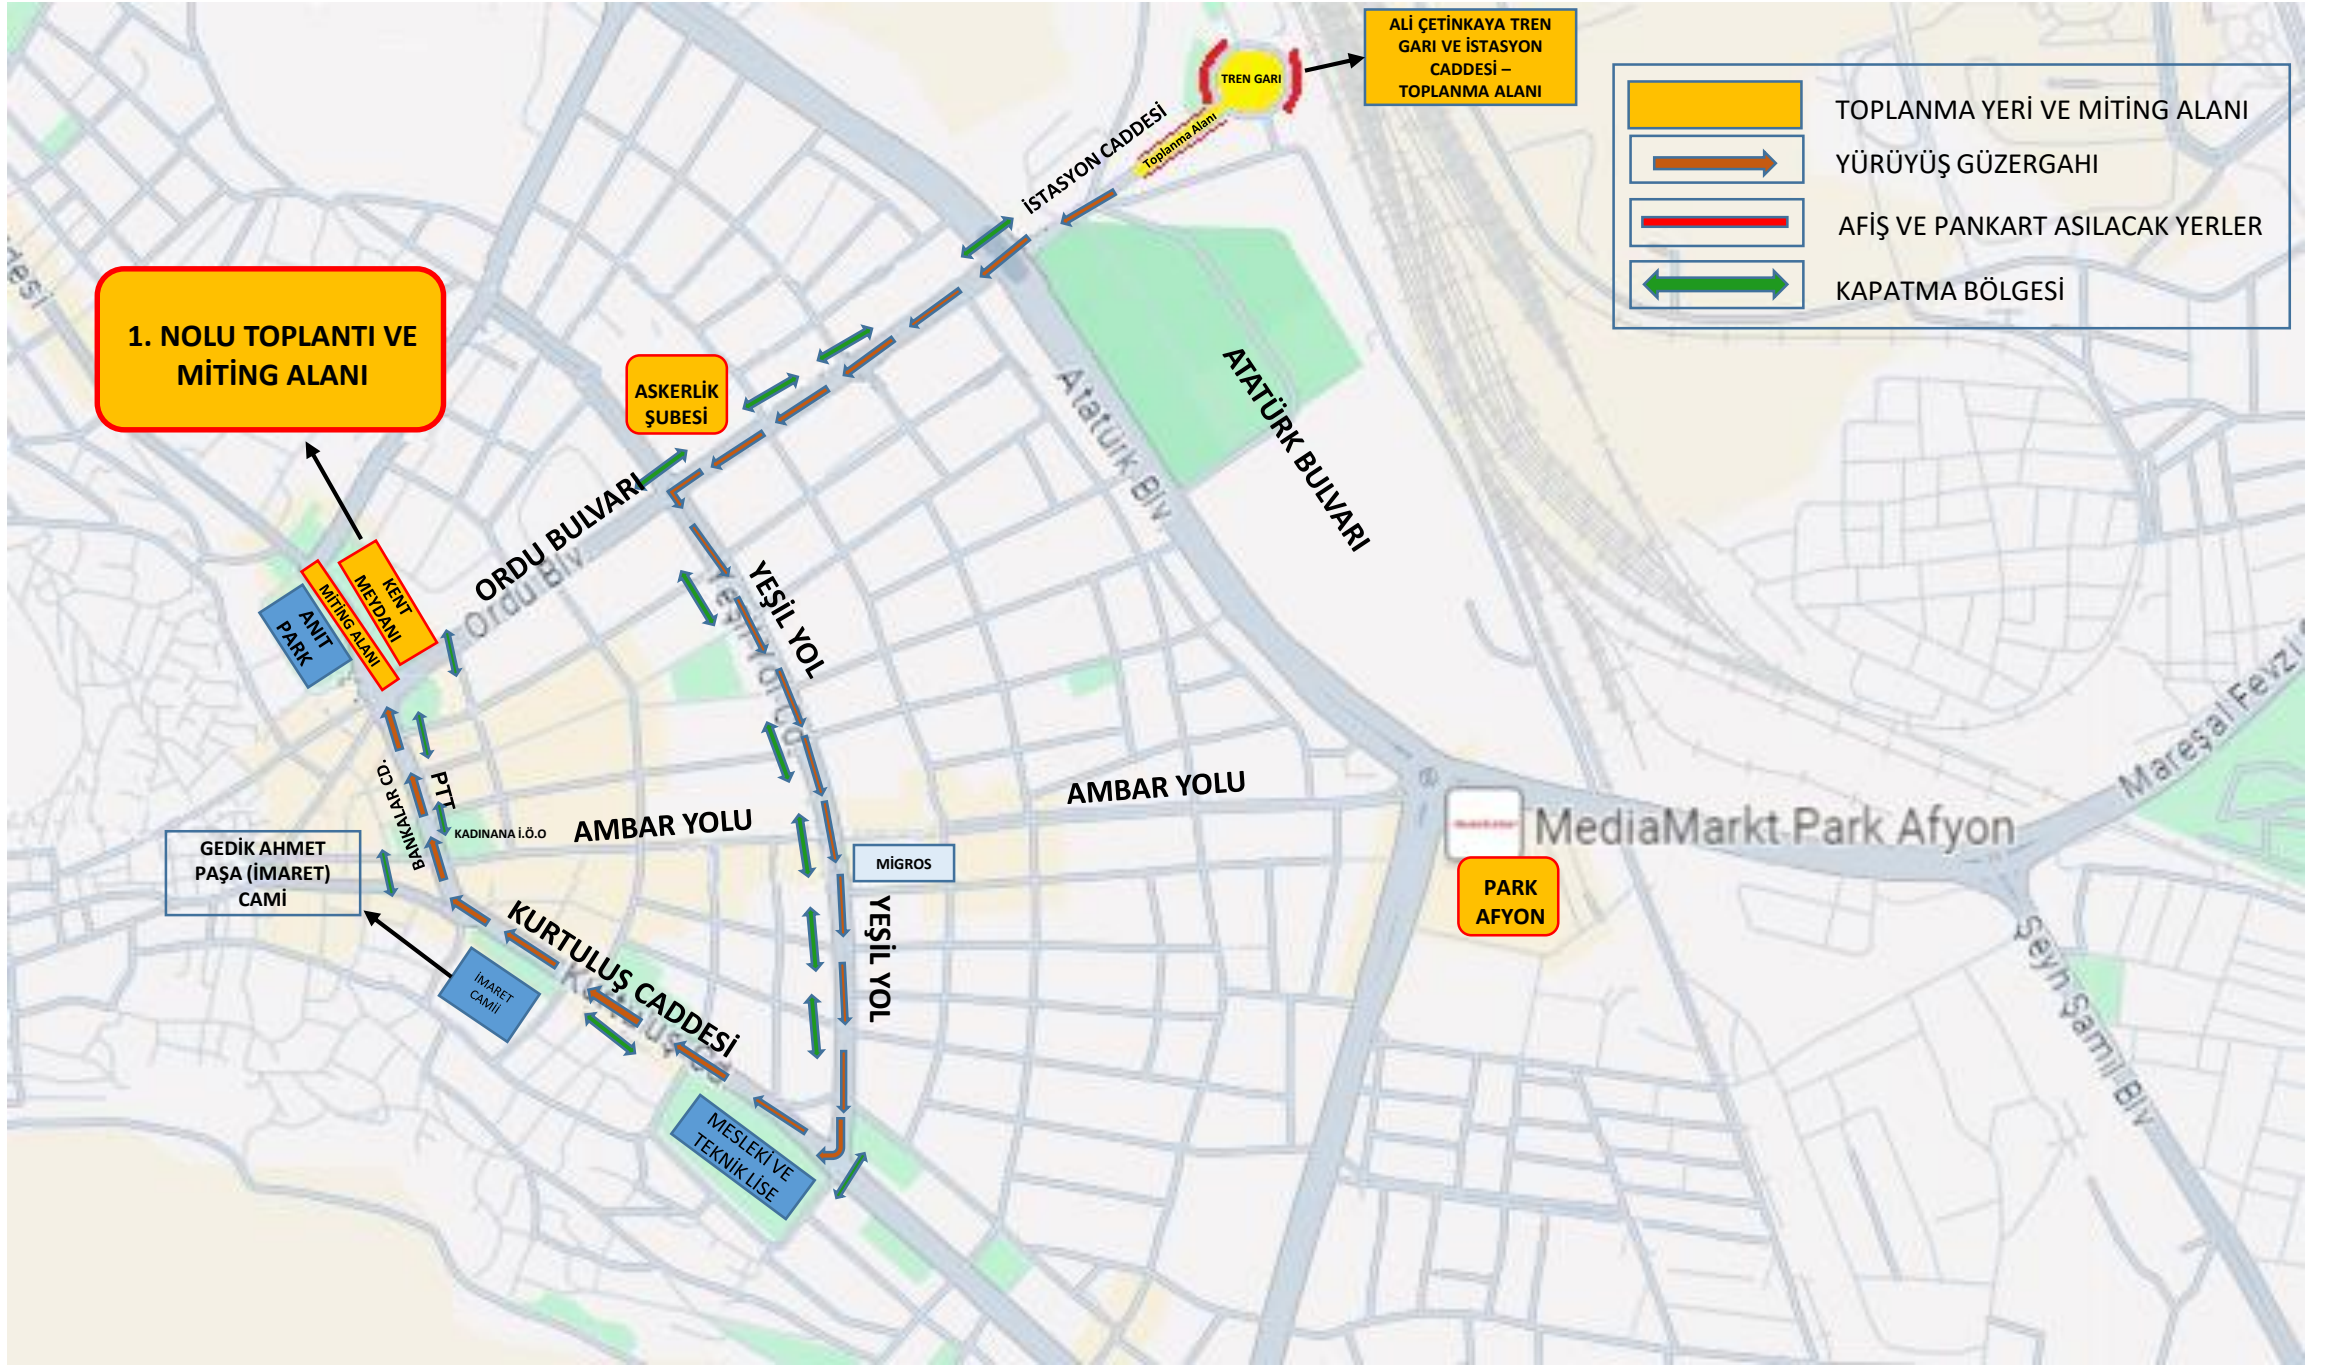 ALİ ÇETİNKAYA TREN
GARI VE İSTASYON
CADDESİ –
TOPLANMA ALANI
TREN GARI
Toplanma Alanı
İSTASYON CADDESİ
TOPLANMA YERİ VE MİTİNG ALANI
YÜRÜYÜŞ GÜZERGAHI
AFİŞ VE PANKART ASILACAK YERLER
KAPATMA BÖLGESİ
1. NOLU TOPLANTI VE
MİTİNG ALANI
ASKERLİK
ŞUBESİ
ATATÜRK BULVARI
Atatürk Blv
ORDU BULVARI
Ordu Blv
KENT
MEYDANI
MİTİNG ALANI
ANIT
PARK
YEŞİL YOL
Yeşil Yol Cd
BANKALAR CD.
PTT
KADINANA İ.Ö.O
AMBAR YOLU
AMBAR YOLU
MediaMarkt Park Afyon
PARK
AFYON
Mareşal Fevzi
Şeyh Şamil Blv
MİGROS
YEŞİL YOL
GEDİK AHMET
PAŞA (İMARET)
CAMİ
İMARET
CAMİİ
KURTULUŞ CADDESİ
Kurtuluş Cd
MESLEKİ VE
TEKNİK LİSE